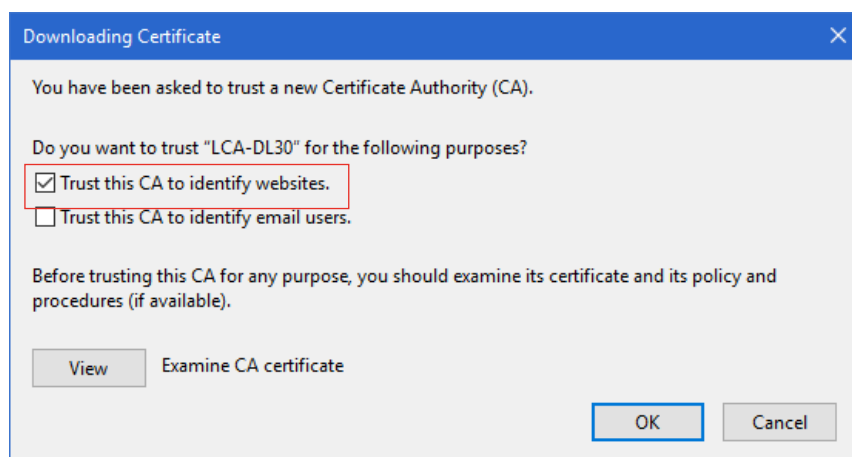 Downloading Certificate
You have been asked to trust a new Certificate Authority (CA).
Do you want to trust “LCA-DL30” for the following purposes?
Trust this CA to identify websites.
Trust this CA to identify email users.
Before trusting this CA for any purpose, you should examine its certificate and its policy and
procedures (if available).
View Examine CA certificate
OK Cancel